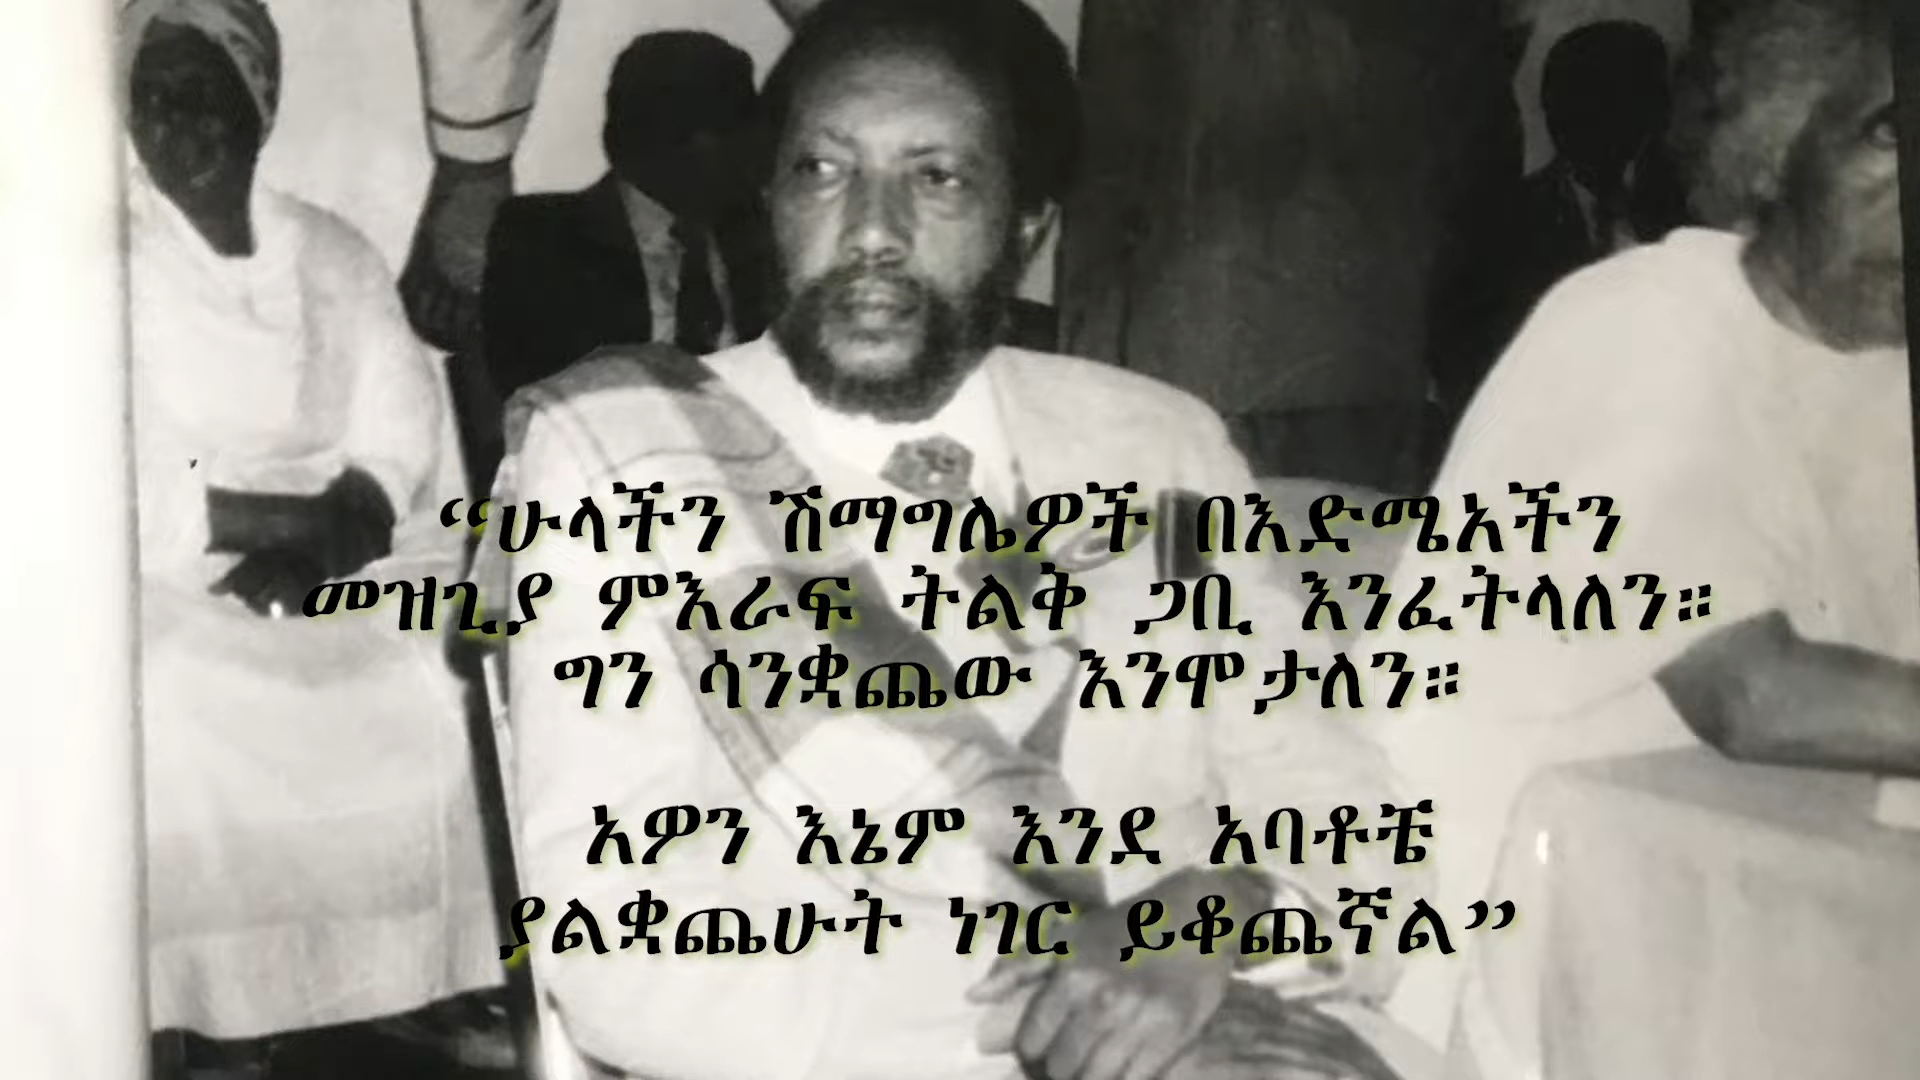 “ሁላችን ሽማግሌዎች በእድሜአችን
መዝጊያ ምእራፍ ትልቅ ጋቢ እንፈትላለን።
ግን ሳንቋጨው እንሞታለን።
አዎን እኔም እንደ አባቶቼ
ያልቋጨሁት ነገር ይቆጨኛል”